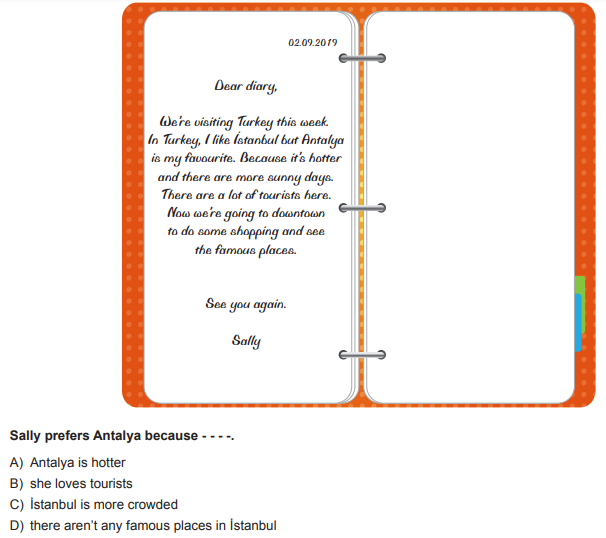 02.09.2019
Dear diary,
We're visiting Turkey this week.
In Turkey, I like İstanbul but Antalya
is my favourite. Because it's hotter
and there are more sunny days.
There are a lot of tourists here.
Now we're going to downtown
to do some shopping and see
the famous places.
See you again.
Sally
Sally prefers Antalya because - - - -.
A) Antalya is hotter
B) she loves tourists
C) İstanbul is more crowded
D) there aren't any famous places in İstanbul